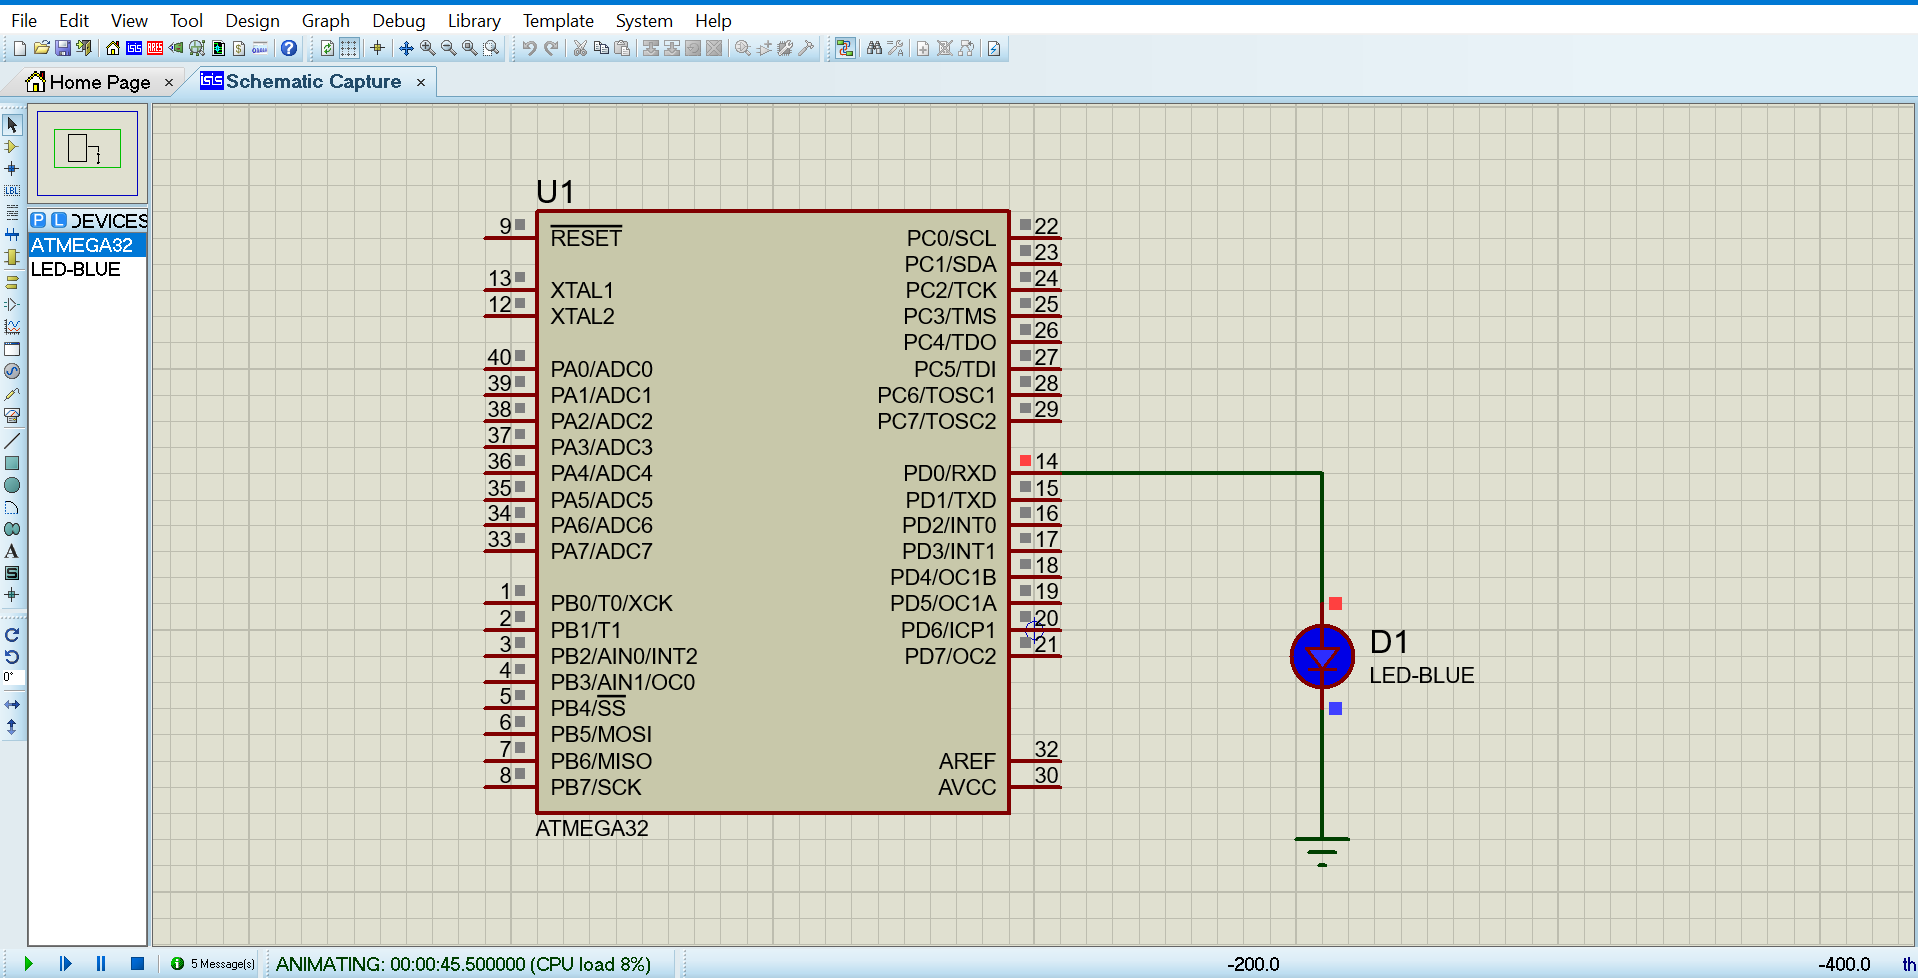 File Edit View Tool Design Graph Debug Library Template System Help
Home Page × Schematic Capture ×
P L DEVICES
ATMEGA32
LED-BLUE
0°
U1
9 RESET
13 XTAL1
12 XTAL2
40 PA0/ADC0
39 PA1/ADC1
38 PA2/ADC2
37 PA3/ADC3
36 PA4/ADC4
35 PA5/ADC5
34 PA6/ADC6
33 PA7/ADC7
1 PB0/T0/XCK
2 PB1/T1
3 PB2/AIN0/INT2
4 PB3/AIN1/OC0
5 PB4/SS
6 PB5/MOSI
7 PB6/MISO
8 PB7/SCK
PC0/SCL 22
PC1/SDA 23
PC2/TCK 24
PC3/TMS 25
PC4/TDO 26
PC5/TDI 27
PC6/TOSC1 28
PC7/TOSC2 29
PD0/RXD 14
PD1/TXD 15
PD2/INT0 16
PD3/INT1 17
PD4/OC1B 18
PD5/OC1A 19
PD6/ICP1 20
PD7/OC2 21
AREF 32
AVCC 30
ATMEGA32
D1
LED-BLUE
5 Message(s) ANIMATING: 00:00:45.500000 (CPU load 8%) -200.0 -400.0 th